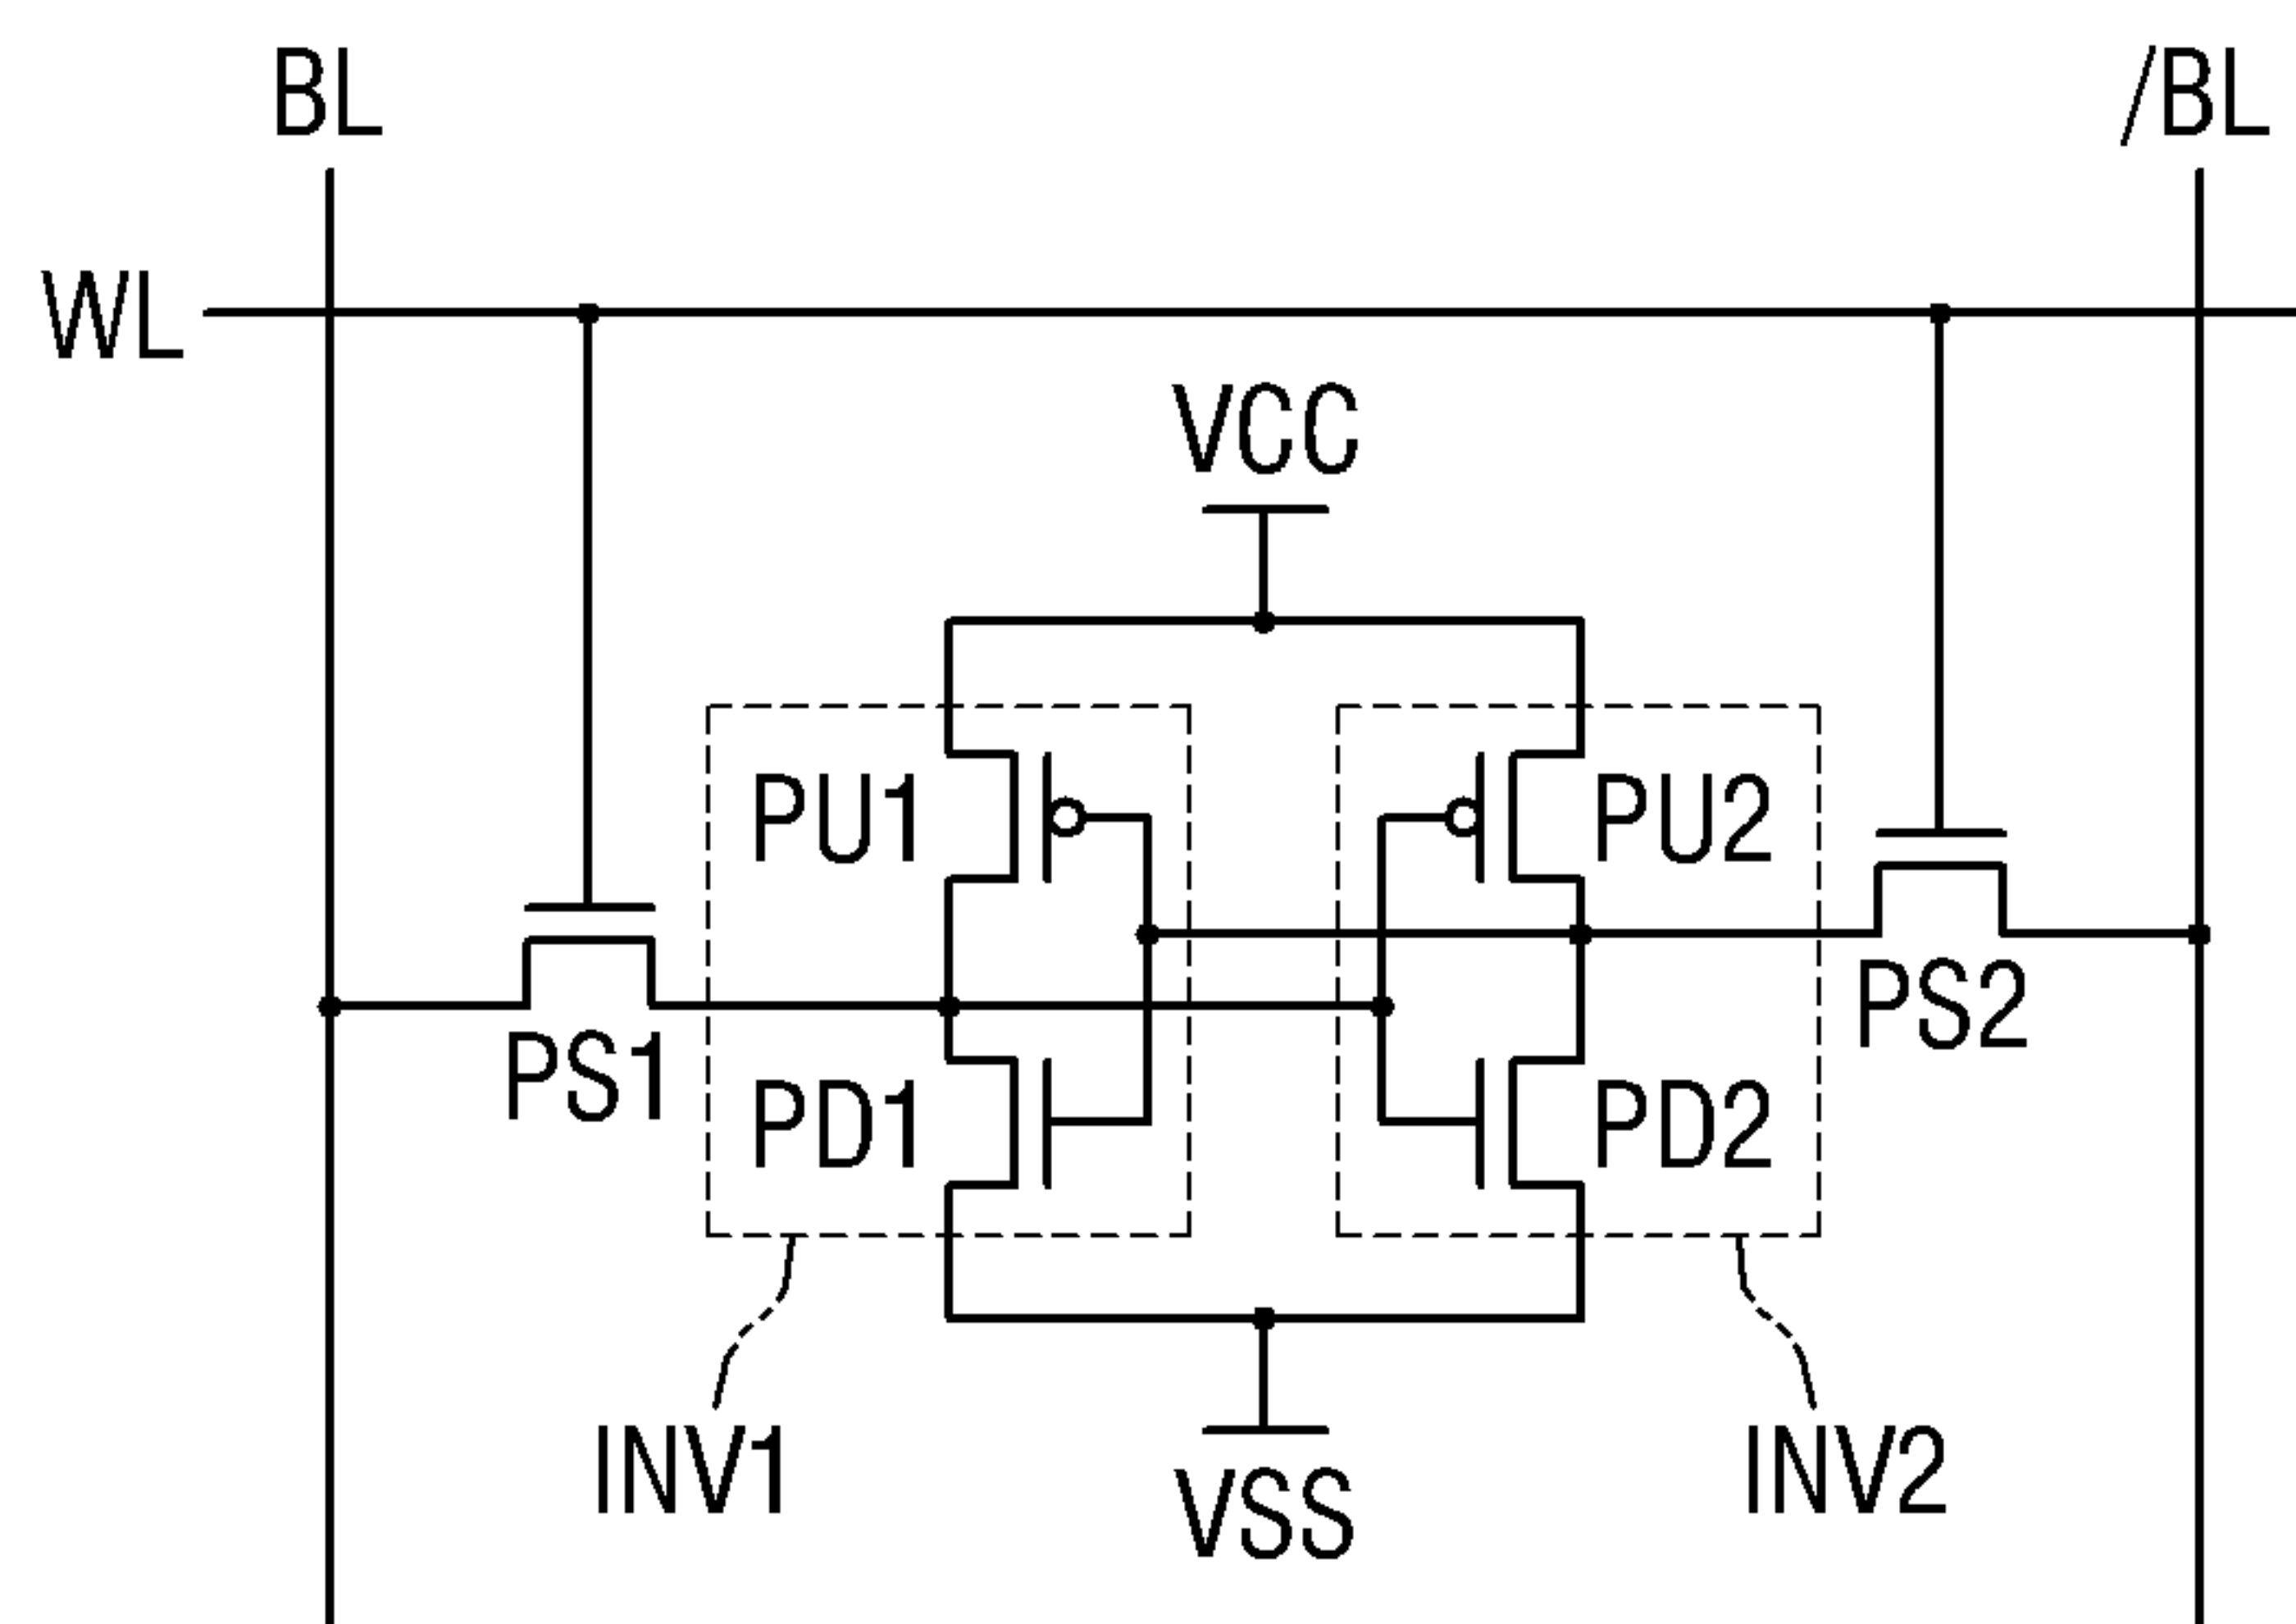 BL /BL
WL
VCC
PU1 PU2
PS1 PS2
PD1 PD2
INV1 INV2
VSS